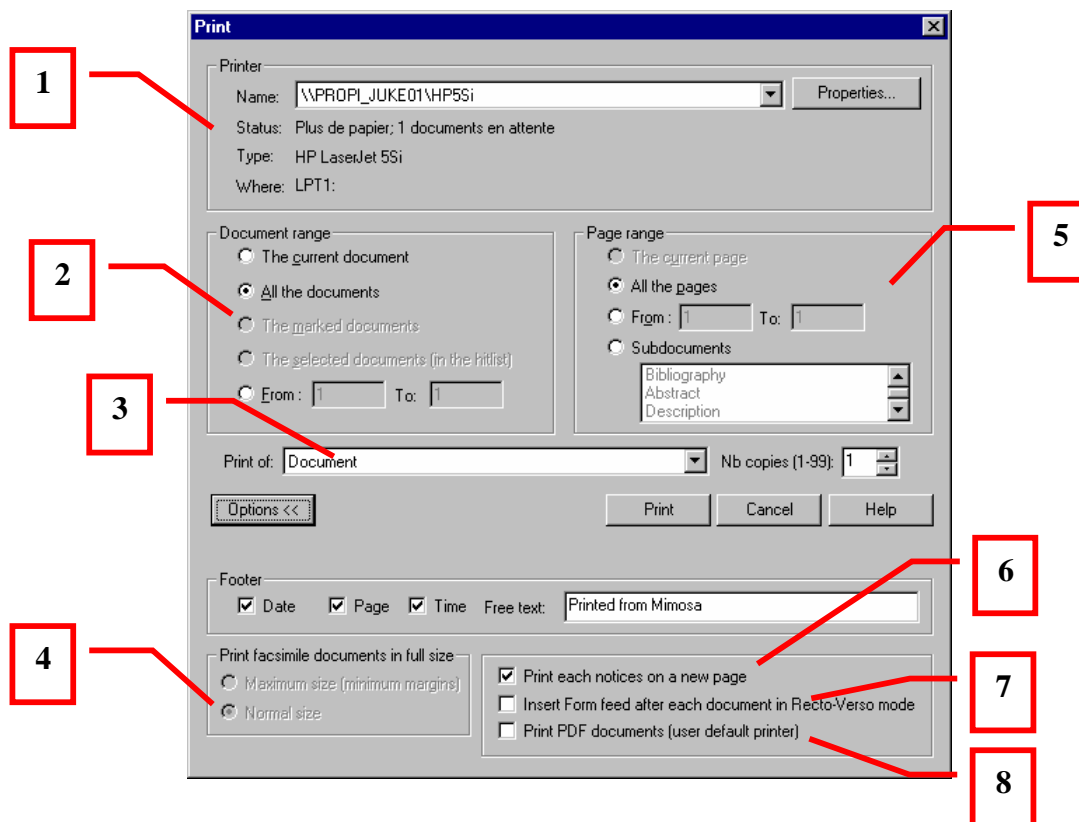 Print
1
Printer
Name: \\PROPI_JUKE01\HP5Si Properties...
Status: Plus de papier; 1 documents en attente
Type: HP LaserJet 5Si
Where: LPT1:
2
Document range
The current document
All the documents
The marked documents
The selected documents (in the hitlist)
From : 1 To: 1
5
Page range
The current page
All the pages
From : 1 To: 1
Subdocuments
Bibliography
Abstract
Description
3
Print of: Document Nb copies (1-99): 1
Options << Print Cancel Help
6
Footer
Date Page Time Free text: Printed from Mimosa
4
Print facsimile documents in full size
Maximum size (minimum margins)
Normal size
Print each notices on a new page
7
Insert Form feed after each document in Recto-Verso mode
Print PDF documents (user default printer)
8